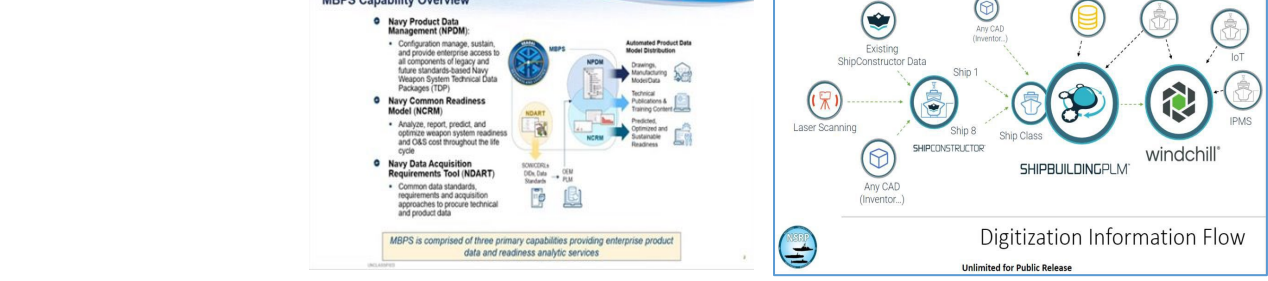 MBPS Capability Overview
Navy Product Data
Management (NPDM):
Configuration manage, sustain,
and provide enterprise access to
all components of legacy and
future standards-based Navy
Weapon System Technical Data
Packages (TDP)
Navy Common Readiness
Model (NCRM)
Analyze, report, predict, and
optimize weapon system readiness
and O&S cost throughout the life
cycle
Navy Data Acquisition
Requirements Tool (NDART)
Common data standards,
requirements and acquisition
approaches to procure technical
and product data
MBPS
NPDM
NDART
NCRM
SOW/CDRLs
DIDs, Data
Standards
OEM
PLM
Automated Product Data
Model Distribution
Drawings,
Manufacturing
Model/Data
Technical
Publications &
Training Content
Predicted,
Optimized and
Sustainable
Readiness
MBPS is comprised of three primary capabilities providing enterprise product
data and readiness analytic services
UNCLASSIFIED
Existing
ShipConstructor Data
Any CAD
(Inventor...)
IoT
Laser Scanning
Ship 1
Ship 8
SHIPCONSTRUCTOR
Ship Class
IPMS
Any CAD
(Inventor...)
SHIPBUILDINGPLM
windchill®
NSRP
Digitization Information Flow
Unlimited for Public Release